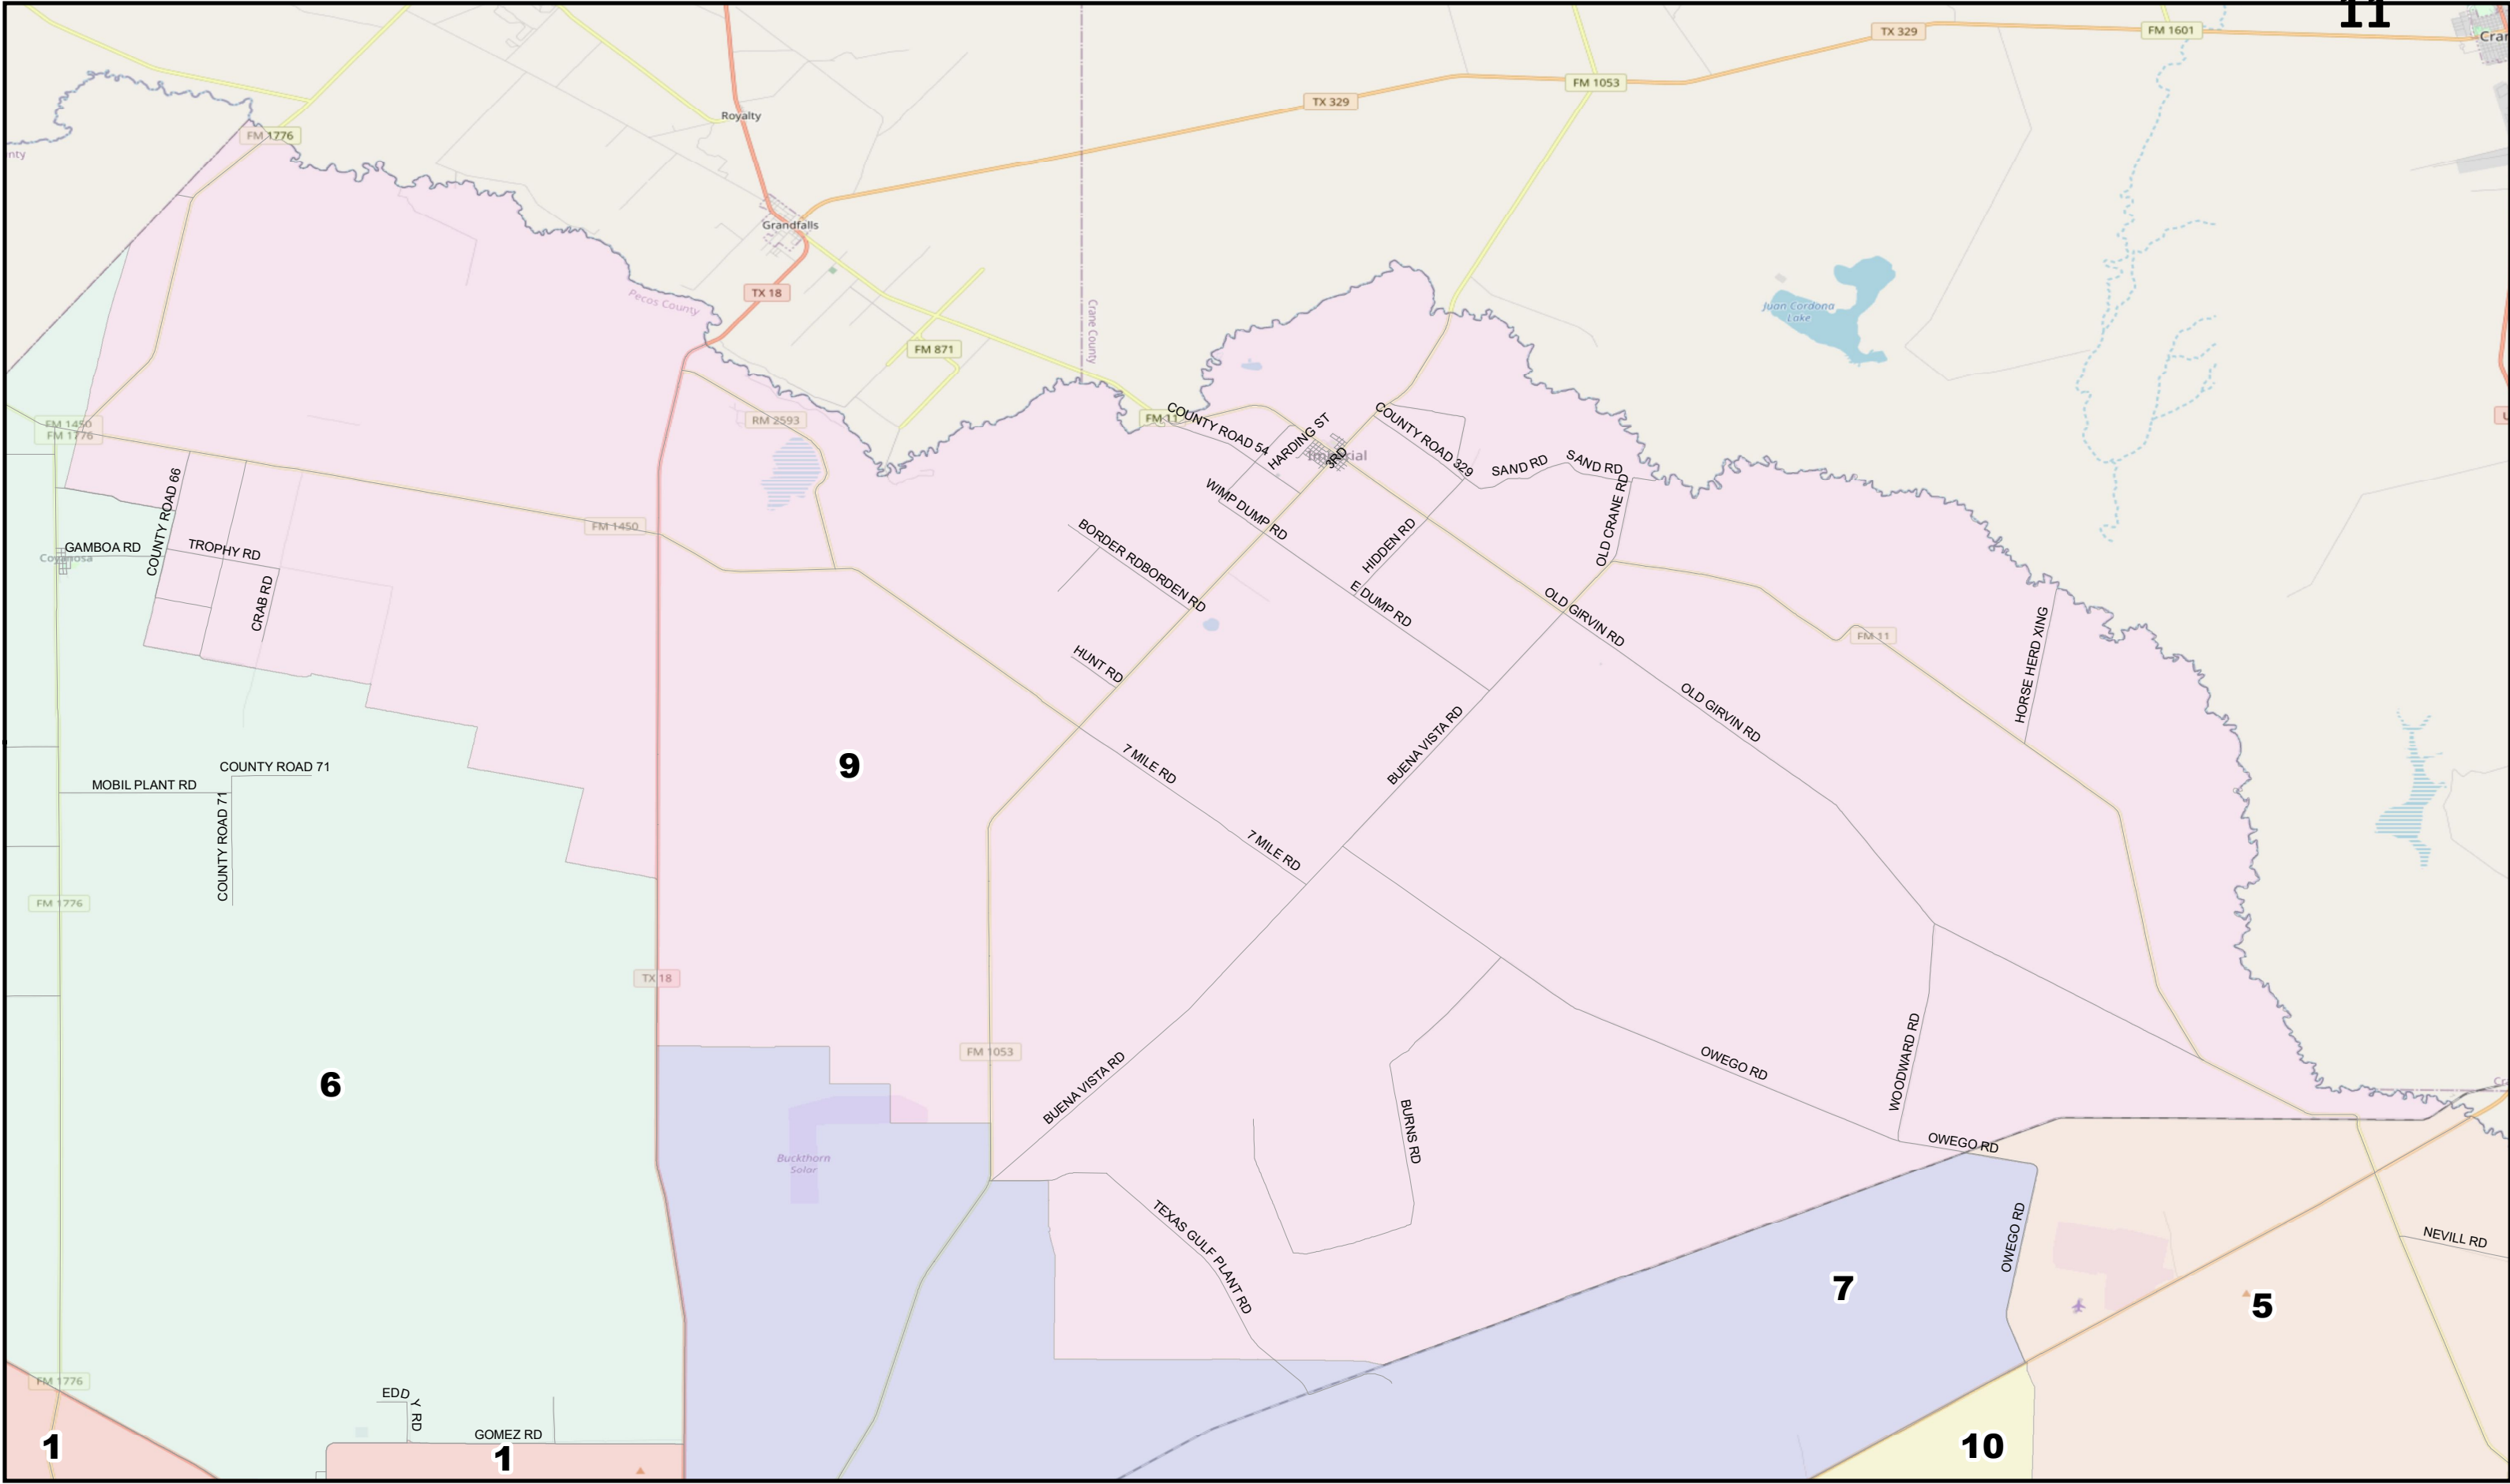 11
TX 329
FM 1601
Cran
FM 1053
TX 329
Royalty
FM 1776
nty
Grandfalls
TX 18
Pecos County
Crane County
Juan Cordona
Lake
FM 871
FM 11
COUNTY ROAD 54
HARDING ST
COUNTY ROAD 329
RM 2593
FM 1450
FM 1776
Imperial
3RD
SAND RD
SAND RD
COUNTY ROAD 66
WIMP DUMP RD
OLD CRANE RD
FM 1450
BORDER RD
BORDEN RD
HIDDEN RD
GAMBOA RD
TROPHY RD
Coyanosa
CRAB RD
E DUMP RD
OLD GIRVIN RD
FM 11
HORSE HERD XING
HUNT RD
OLD GIRVIN RD
BUENA VISTA RD
7 MILE RD
9
COUNTY ROAD 71
MOBIL PLANT RD
COUNTY ROAD 71
7 MILE RD
FM 1776
TX 18
FM 1053
6
BUENA VISTA RD
OWEGO RD
WOODWARD RD
BURNS RD
OWEGO RD
Buckthorn
Solar
TEXAS GULF PLANT RD
OWEGO RD
NEVILL RD
7
5
FM 1776
EDDY RD
GOMEZ RD
1
1
10